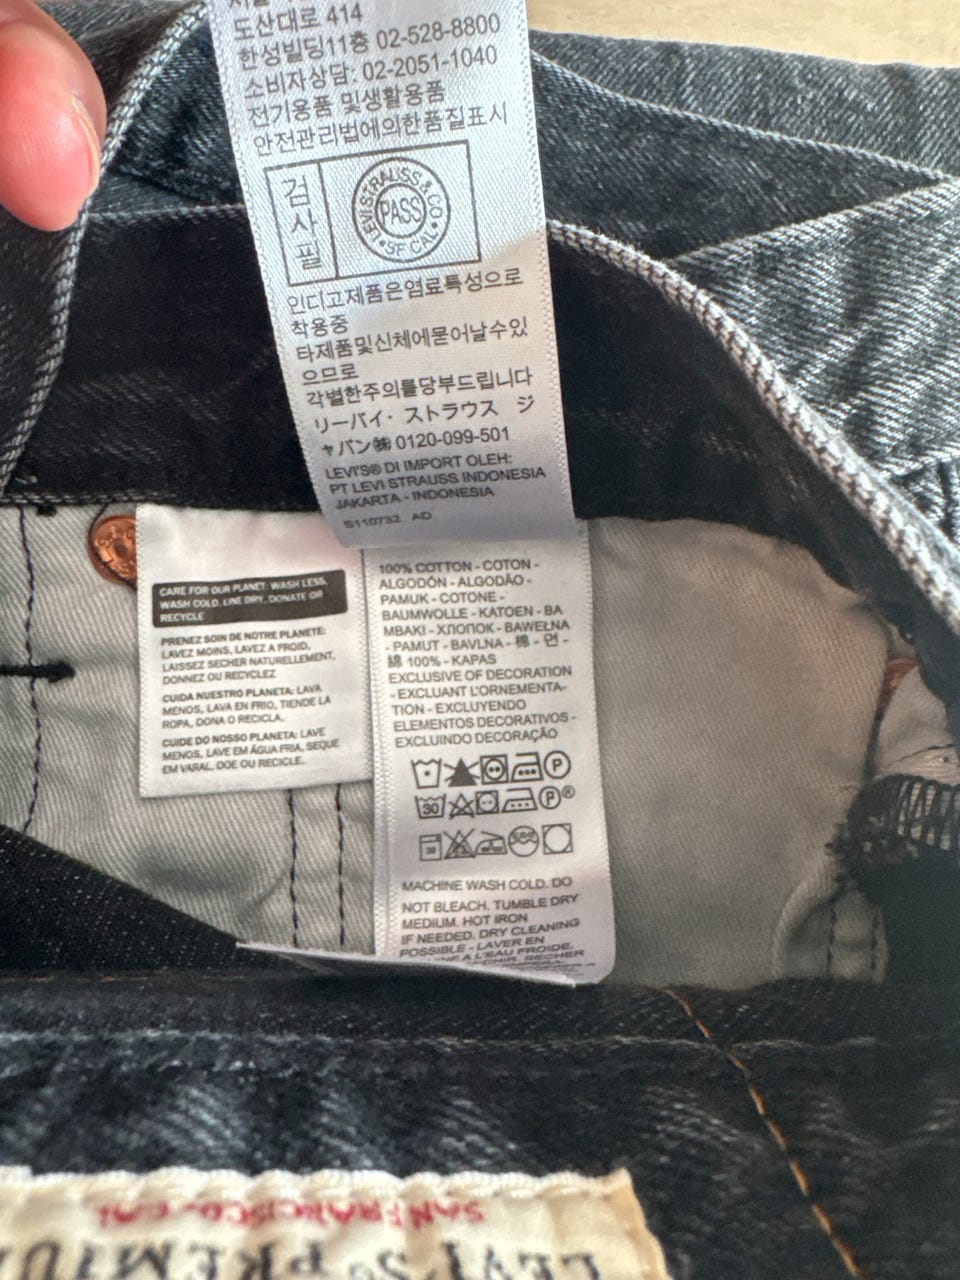 도산대로 414
한성빌딩11층 02-528-8800
소비자상담: 02-2051-1040
전기용품 및생활용품
안전관리법에의한품질표시
검사필
LEVI STRAUSS & CO
PASS
SF CAL
인디고제품은염료특성으로
착용중
타제품및신체에묻어날수있
으므로
각별한주의를당부드립니다
リーバイ・ストラウス ジ
ャパン㈱ 0120-099-501
LEVI'S® DI IMPORT OLEH:
PT LEVI STRAUSS INDONESIA
JAKARTA - INDONESIA
S110732 AD
CARE FOR OUR PLANET: WASH LESS,
WASH COLD, LINE DRY, DONATE OR
RECYCLE
PRENEZ SOIN DE NOTRE PLANETE:
LAVEZ MOINS, LAVEZ A FROID,
LAISSEZ SECHER NATURELLEMENT,
DONNEZ OU RECYCLEZ
CUIDA NUESTRO PLANETA: LAVA
MENOS, LAVA EN FRIO, TIENDE LA
ROPA, DONA O RECICLA.
CUIDE DO NOSSO PLANETA: LAVE
MENOS, LAVE EM ÁGUA FRIA, SEQUE
EM VARAL, DOE OU RECICLE.
100% COTTON - COTON -
ALGODÓN - ALGODÃO -
PAMUK - COTONE -
BAUMWOLLE - KATOEN - BA
MBAKI - ХЛОПОК - BAWEŁNA
- PAMUT - BAVLNA - 棉 - 면 -
綿 100% - KAPAS
EXCLUSIVE OF DECORATION
- EXCLUANT L'ORNEMENTA-
TION - EXCLUYENDO
ELEMENTOS DECORATIVOS -
EXCLUINDO DECORAÇÃO
P
30 P®
30
MACHINE WASH COLD. DO
NOT BLEACH. TUMBLE DRY
MEDIUM. HOT IRON
IF NEEDED. DRY CLEANING
POSSIBLE - LAVER EN
A L'EAU FROIDE.
SECHER
SAN FRANCISCO, CAL
LEVI'S® PREMIUM